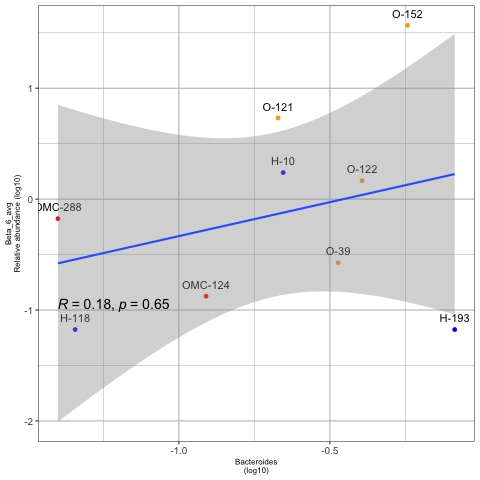 O-152
1
O-121
H-10
O-122
0
OMC-288
O-39
OMC-124
R = 0.18, p = 0.65
-1
H-118
H-193
-2
-1.0
-0.5
Beta_6_avg
Relative abundance (log10)
Bacteroides
(log10)